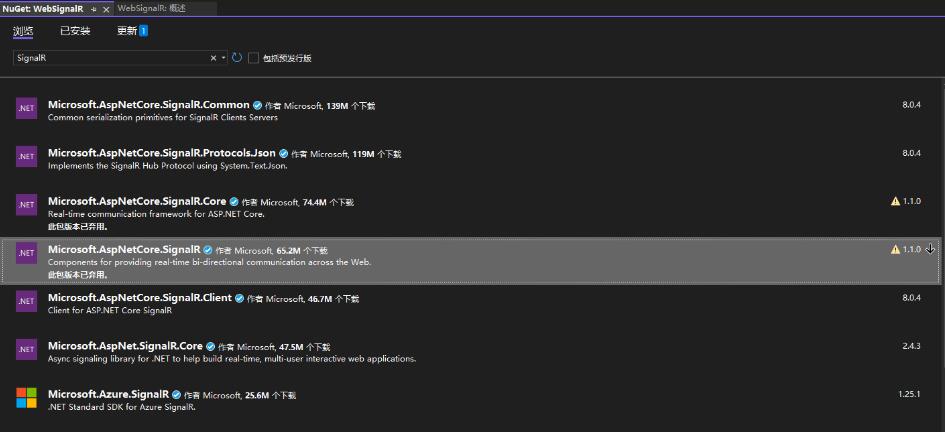 NuGet: WebSignalR WebSignalR: 概述
浏览 已安装 更新 1
SignalR 包括预发行版
.NET Microsoft.AspNetCore.SignalR.Common 作者 Microsoft, 139M 个下载 8.0.4
Common serialization primitives for SignalR Clients Servers
.NET Microsoft.AspNetCore.SignalR.Protocols.Json 作者 Microsoft, 119M 个下载 8.0.4
Implements the SignalR Hub Protocol using System.Text.Json.
.NET Microsoft.AspNetCore.SignalR.Core 作者 Microsoft, 74.4M 个下载 1.1.0
Real-time communication framework for ASP.NET Core.
此包版本已弃用。
.NET Microsoft.AspNetCore.SignalR 作者 Microsoft, 65.2M 个下载 1.1.0
Components for providing real-time bi-directional communication across the Web.
此包版本已弃用。
.NET Microsoft.AspNetCore.SignalR.Client 作者 Microsoft, 46.7M 个下载 8.0.4
Client for ASP.NET Core SignalR
.NET Microsoft.AspNet.SignalR.Core 作者 Microsoft, 47.5M 个下载 2.4.3
Async signaling library for .NET to help build real-time, multi-user interactive web applications.
Microsoft.Azure.SignalR 作者 Microsoft, 25.6M 个下载 1.25.1
.NET Standard SDK for Azure SignalR.